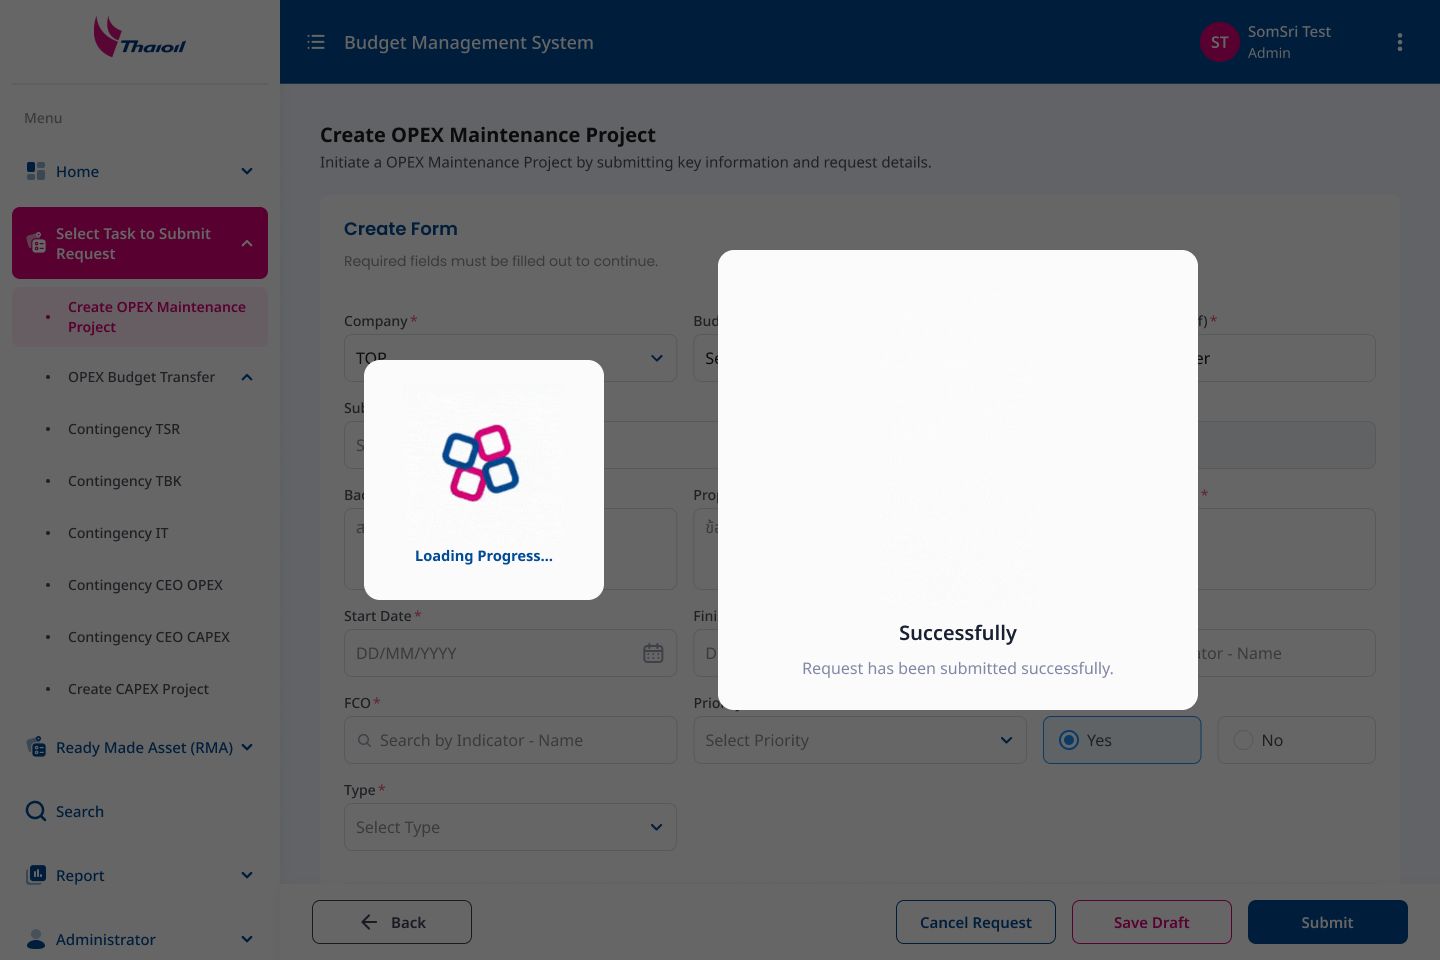 Thaioil
Budget Management System
ST
SomSri Test
Admin
Menu
Home
Select Task to Submit
Request
Create OPEX Maintenance
Project
OPEX Budget Transfer
Contingency TSR
Contingency TBK
Contingency IT
Contingency CEO OPEX
Contingency CEO CAPEX
Create CAPEX Project
Ready Made Asset (RMA)
Search
Report
Administrator
Create OPEX Maintenance Project
Initiate a OPEX Maintenance Project by submitting key information and request details.
Create Form
Required fields must be filled out to continue.
Company *
TOP
Loading Progress...
Successfully
Request has been submitted successfully.
Start Date *
DD/MM/YYYY
- Name
FCO *
Search by Indicator - Name
Select Priority
Yes
No
Type *
Select Type
Back
Cancel Request
Save Draft
Submit